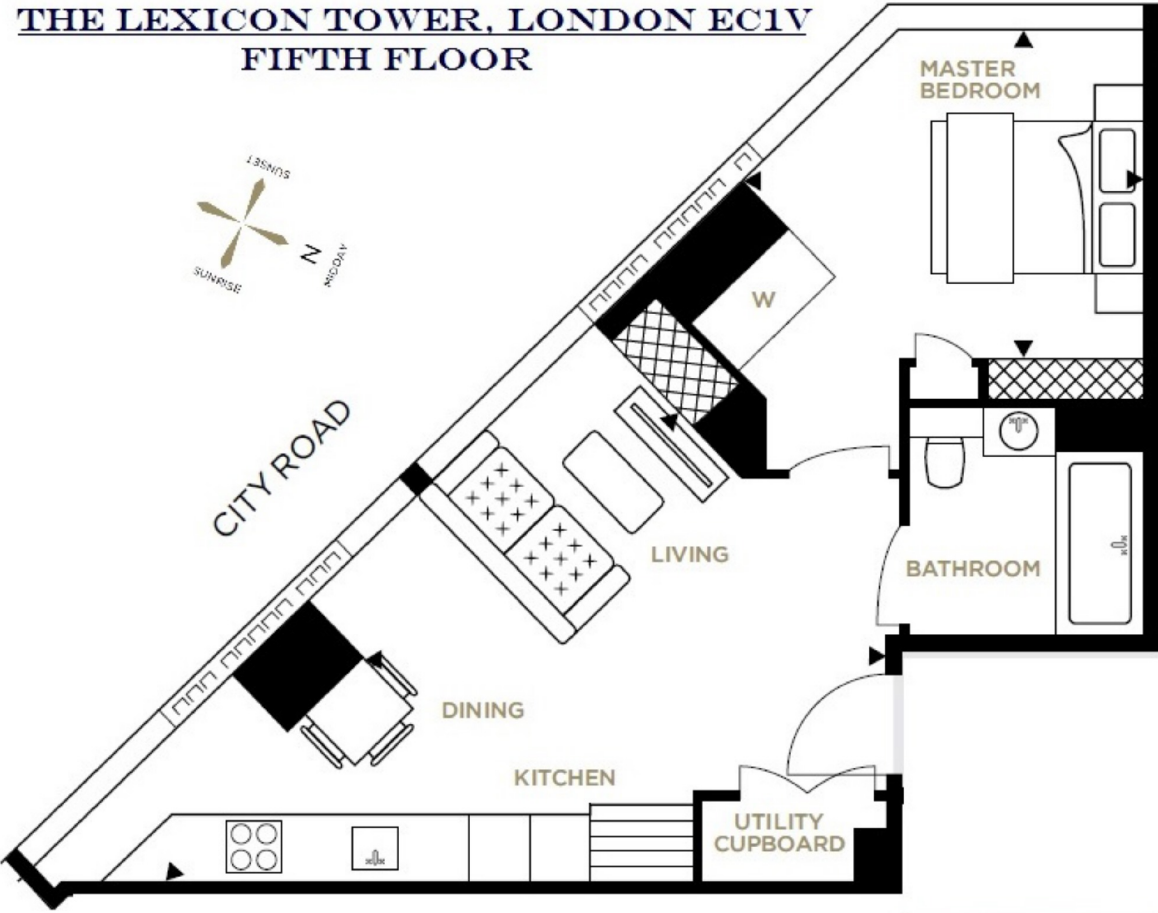 THE LEXICON TOWER, LONDON EC1V
FIFTH FLOOR
MASTER
BEDROOM
SUNSET
N
MIDDAY
SUNRISE
W
CITY ROAD
LIVING
BATHROOM
DINING
KITCHEN
UTILITY
CUPBOARD